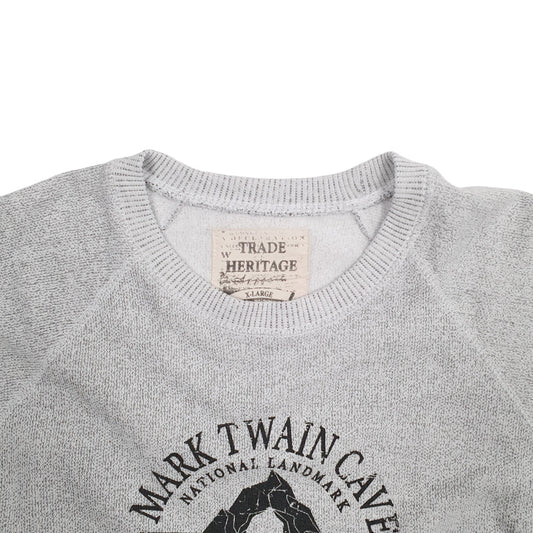 TRADE
HERITAGE
X-LARGE
MARK TWAIN CAVE
NATIONAL LANDMARK